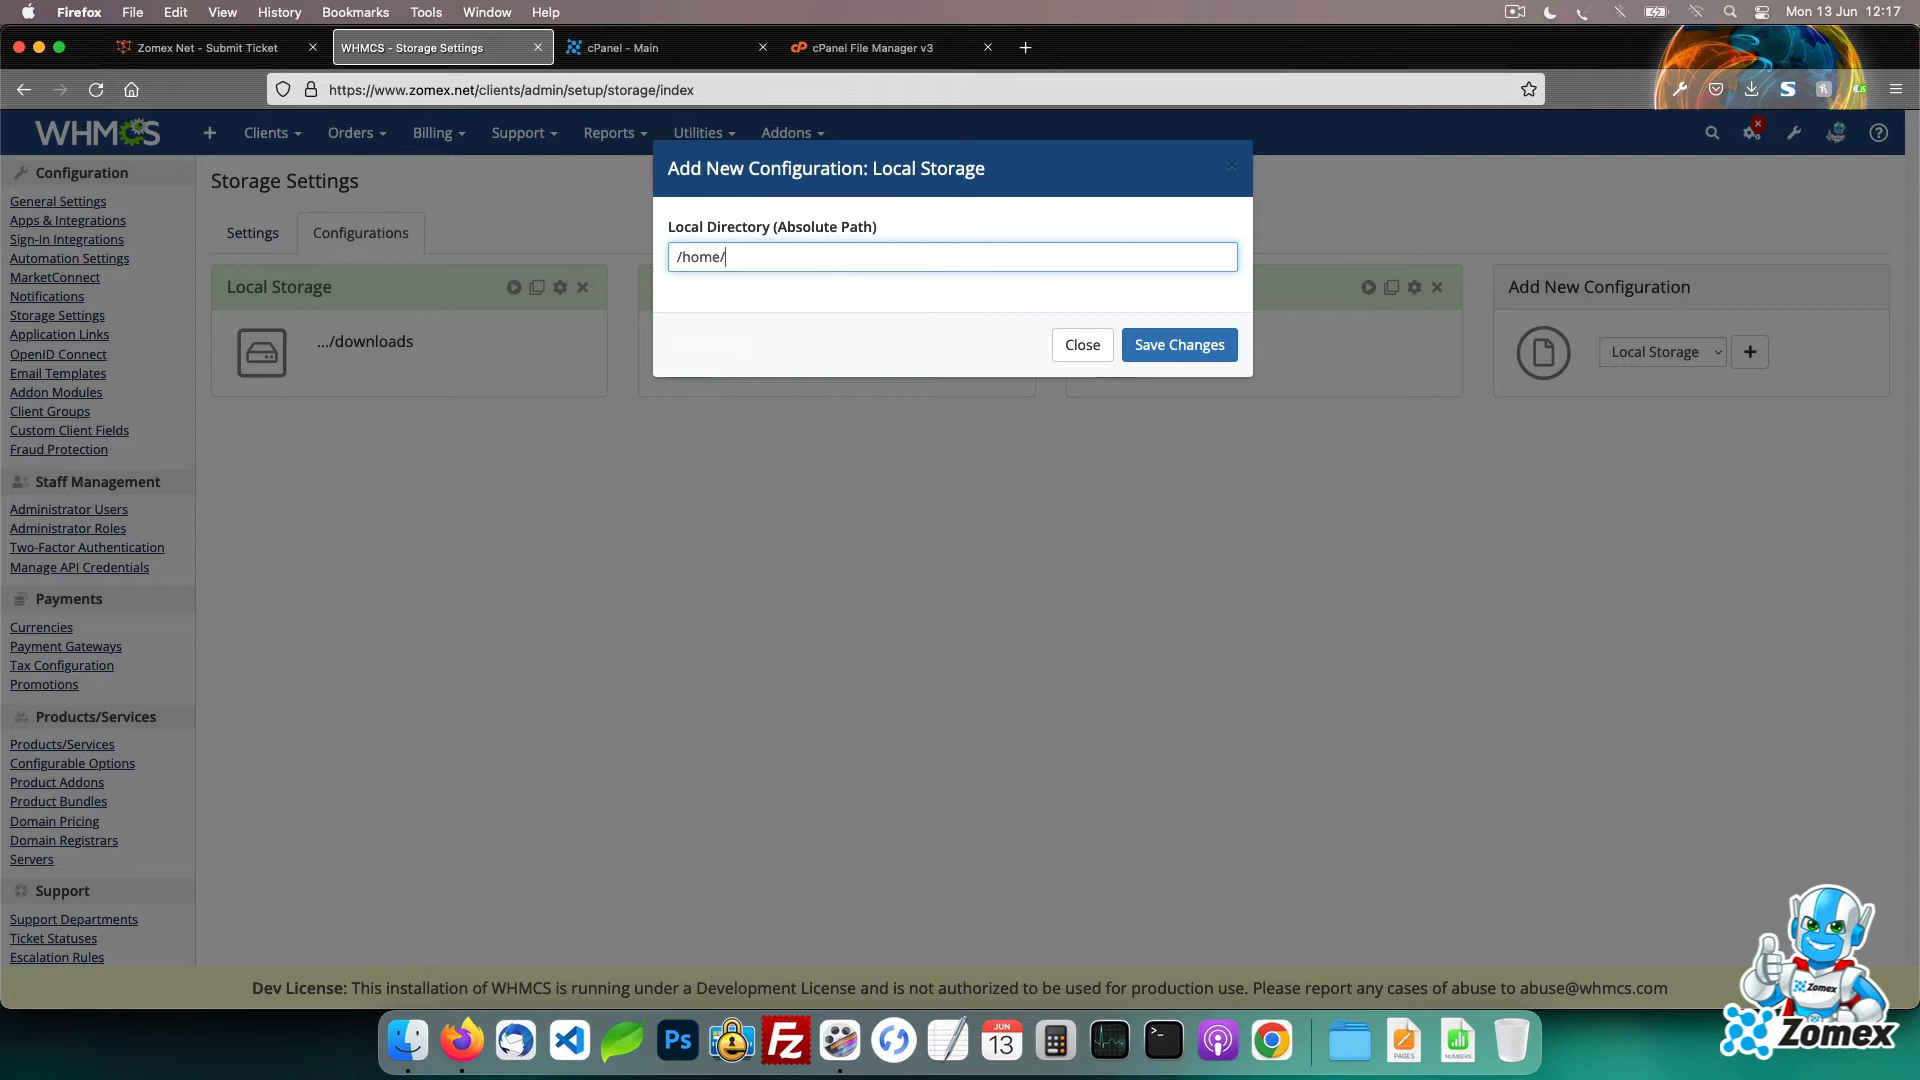 Firefox File Edit View History Bookmarks Tools Window Help Mon 13 Jun 12:17
Zomex Net - Submit Ticket WHMCS - Storage Settings cPanel - Main cPanel File Manager v3
https://www.zomex.net/clients/admin/setup/storage/index
WHMCS Clients Orders Billing Support Reports Utilities Addons
Add New Configuration: Local Storage
Local Directory (Absolute Path)
/home/
Close Save Changes
Storage Settings
Settings Configurations
Local Storage
.../downloads
Add New Configuration
Local Storage
Configuration
General Settings
Apps & Integrations
Sign-In Integrations
Automation Settings
MarketConnect
Notifications
Storage Settings
Application Links
OpenID Connect
Email Templates
Addon Modules
Client Groups
Custom Client Fields
Fraud Protection
Staff Management
Administrator Users
Administrator Roles
Two-Factor Authentication
Manage API Credentials
Payments
Currencies
Payment Gateways
Tax Configuration
Promotions
Products/Services
Products/Services
Configurable Options
Product Addons
Product Bundles
Domain Pricing
Domain Registrars
Servers
Support
Support Departments
Ticket Statuses
Escalation Rules
Dev License: This installation of WHMCS is running under a Development License and is not authorized to be used for production use. Please report any cases of abuse to abuse@whmcs.com
Zomex
Zomex
Ps
Fz
JUN
13
PAGES
NUMBERS